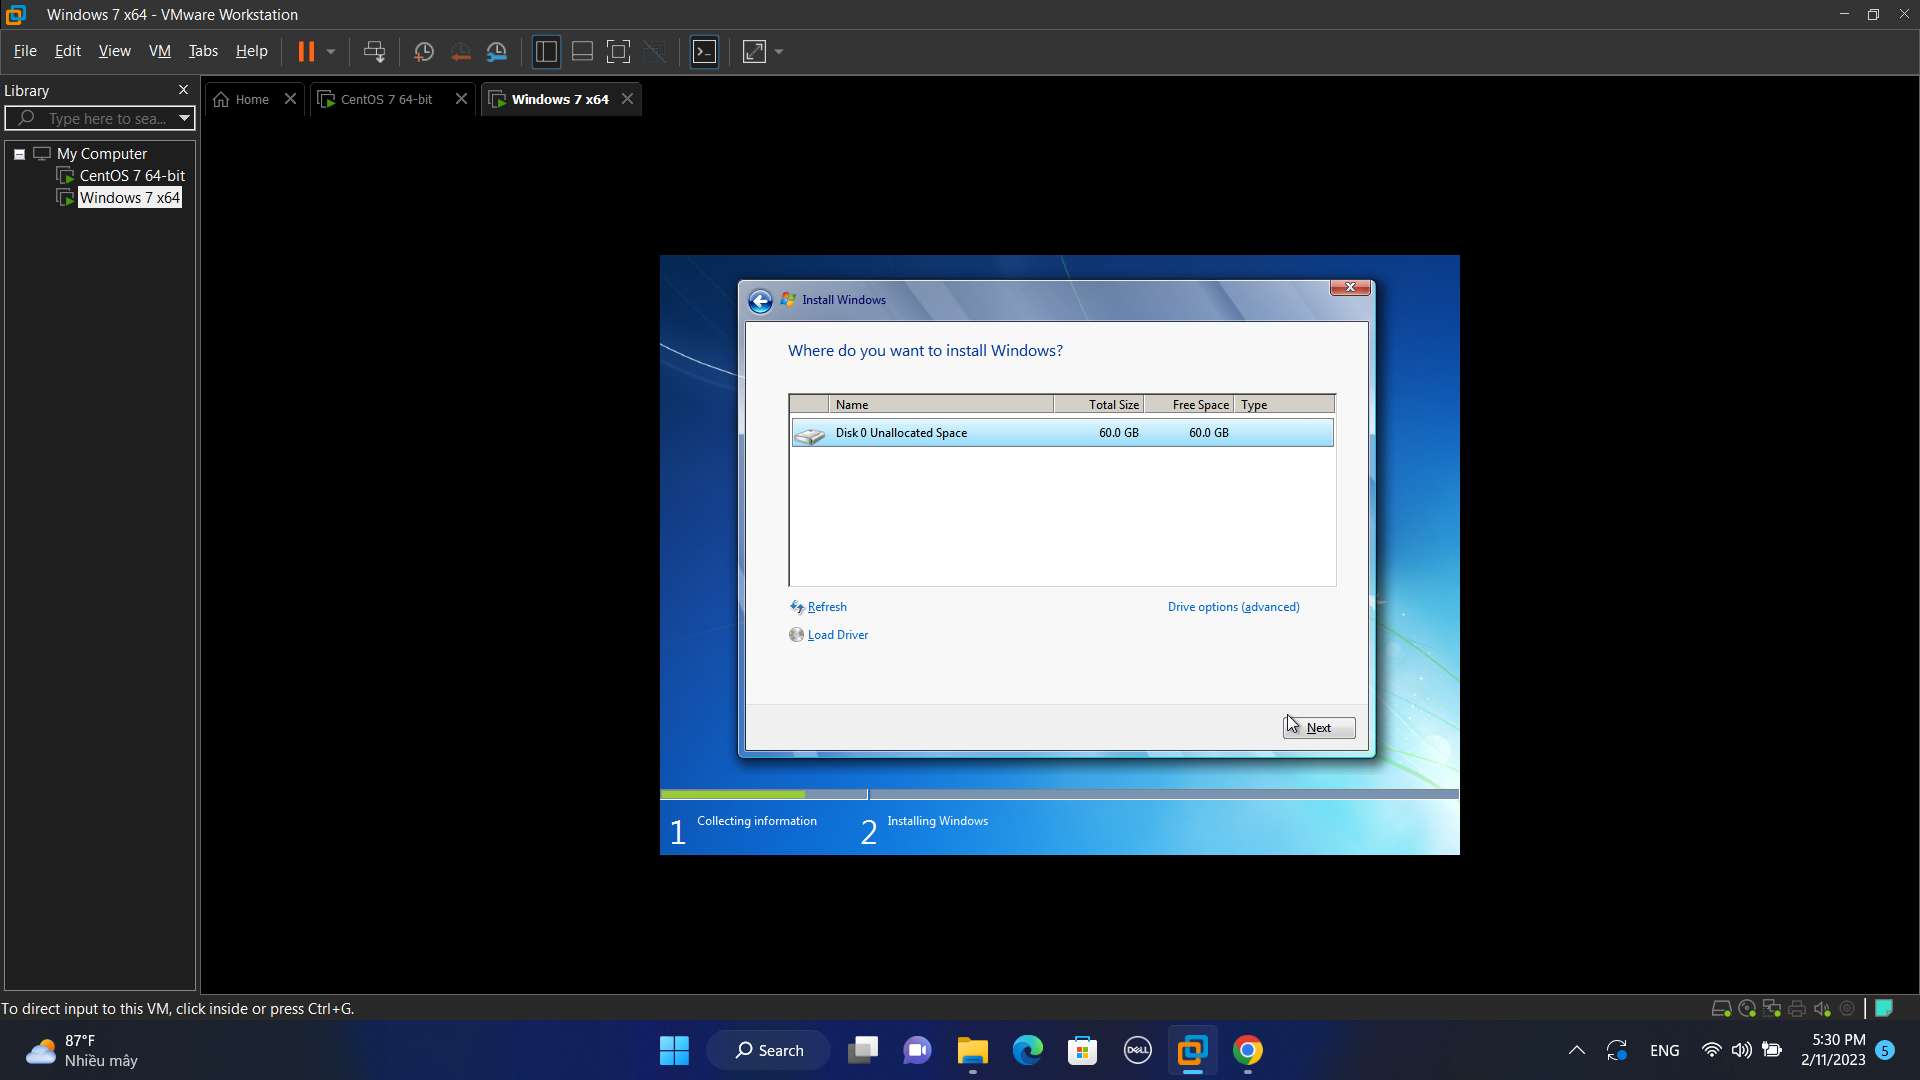 Windows 7 x64 - VMware Workstation
File Edit View VM Tabs Help
Library
Home CentOS 7 64-bit Windows 7 x64
Type here to sea...
My Computer
CentOS 7 64-bit
Windows 7 x64
Install Windows
Where do you want to install Windows?
Name Total Size Free Space Type
Disk 0 Unallocated Space 60.0 GB 60.0 GB
Refresh Drive options (advanced)
Load Driver
Next
1 Collecting information 2 Installing Windows
To direct input to this VM, click inside or press Ctrl+G.
87°F
Nhiều mây
Search
DELL
ENG
5:30 PM
2/11/2023
5